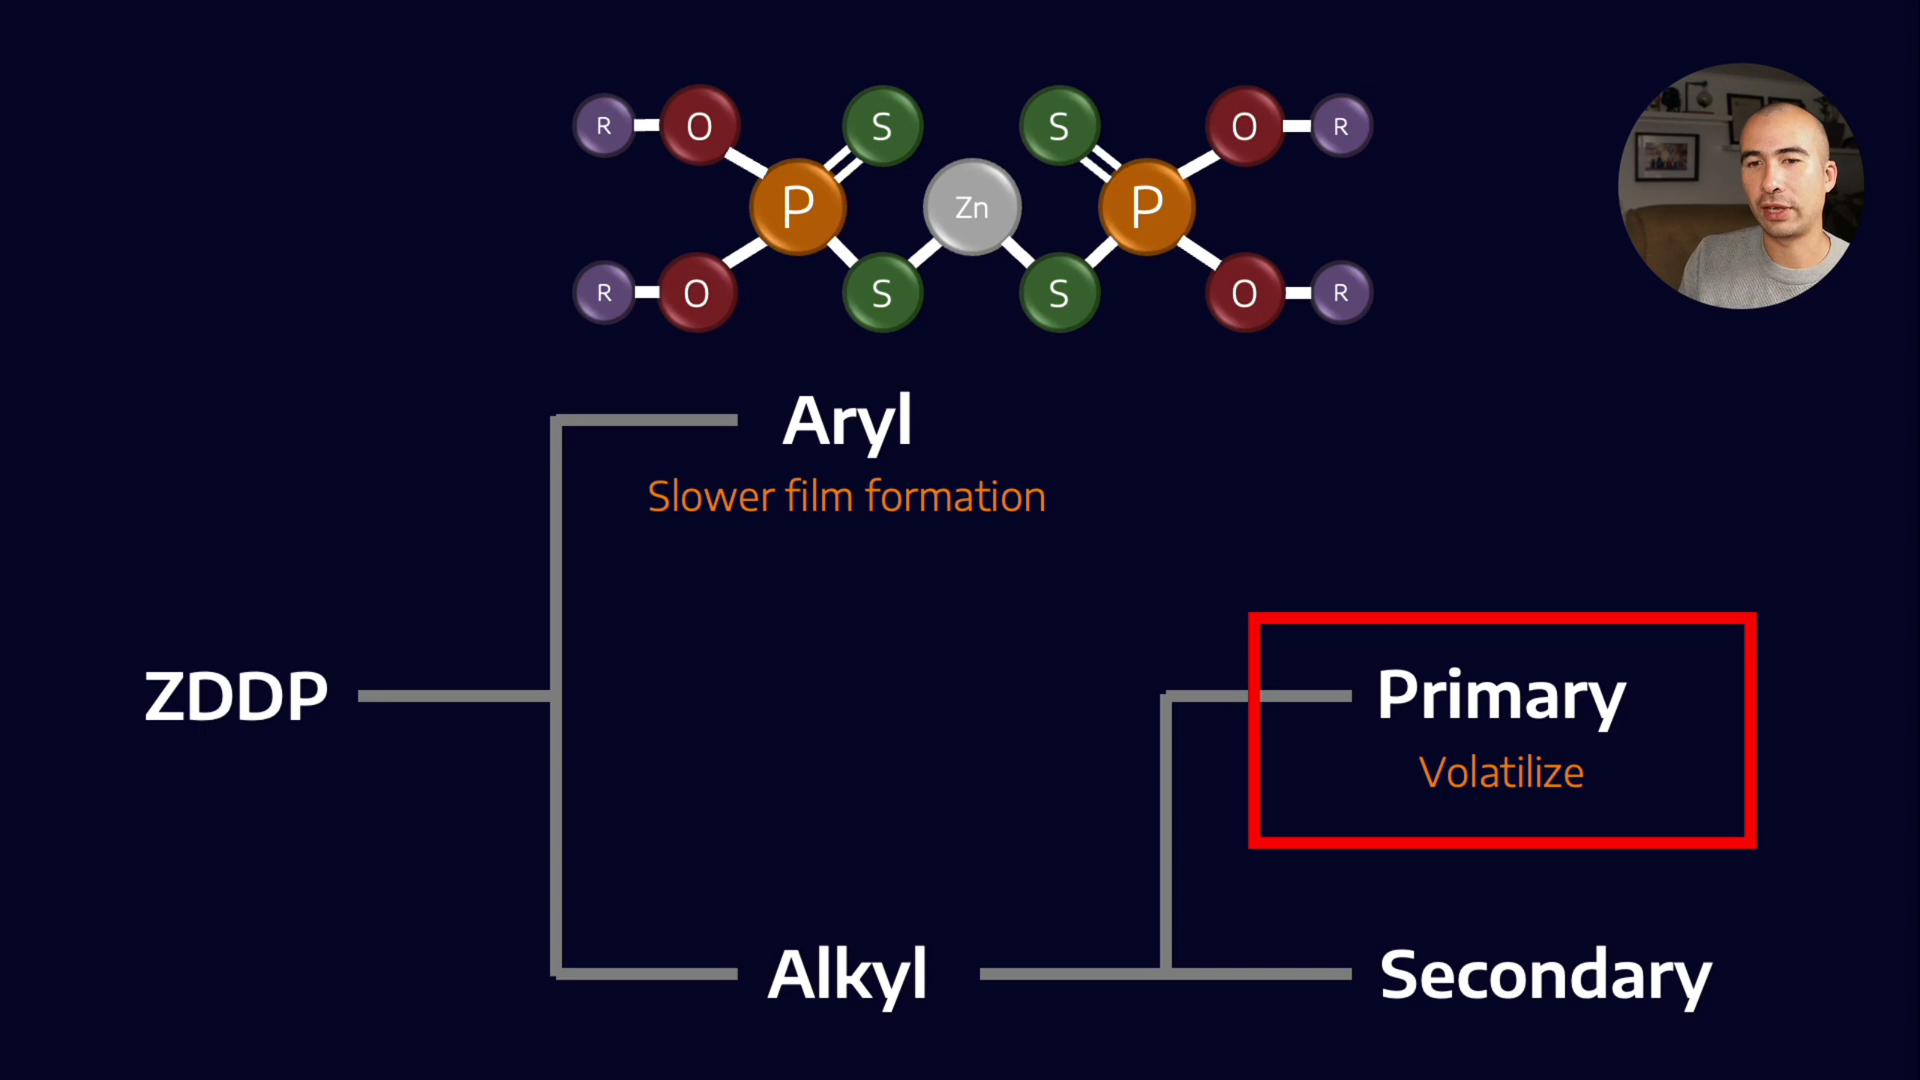 R O S S O R
P Zn P
R O S S O R
Aryl
Slower film formation
ZDDP
Primary
Volatilize
Alkyl
Secondary